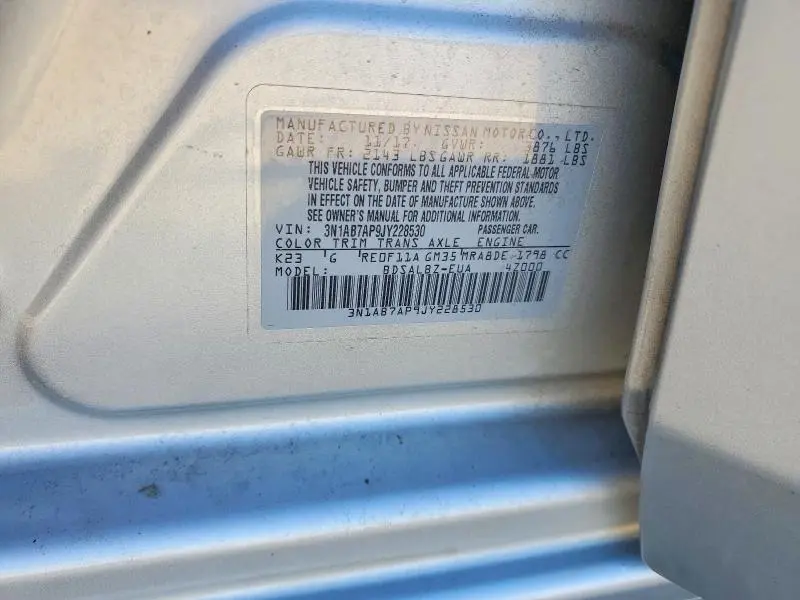 MANUFACTURED BY NISSAN MOTOR CO., LTD.
DATE: 11/17 GVWR: 3876 LBS
GAWR FR: 2143 LBS GAWR RR: 1881 LBS
THIS VEHICLE CONFORMS TO ALL APPLICABLE FEDERAL MOTOR
VEHICLE SAFETY, BUMPER AND THEFT PREVENTION STANDARDS
IN EFFECT ON THE DATE OF MANUFACTURE SHOWN ABOVE.
SEE OWNER'S MANUAL FOR ADDITIONAL INFORMATION.
VIN: 3N1AB7AP9JY228530 PASSENGER CAR.
COLOR TRIM TRANS AXLE ENGINE
K23 G RE0F11A GM35 MRA8DE 1798 CC
MODEL: BDSALBZ-EUA 4Z000
3N1AB7AP9JY228530